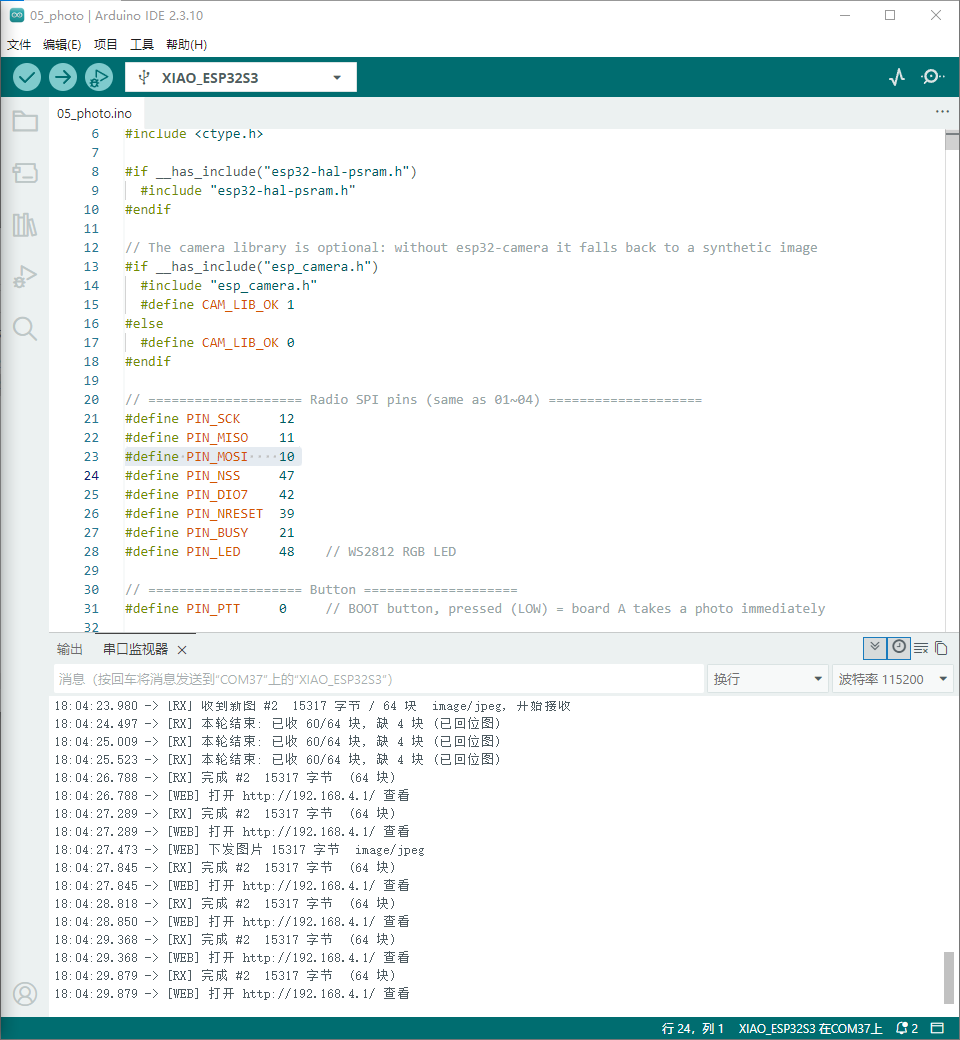 05_photo | Arduino IDE 2.3.10
文件 编辑(E) 项目 工具 帮助(H)
XIAO_ESP32S3
05_photo.ino
6 #include <ctype.h>
7
8 #if __has_include("esp32-hal-psram.h")
9 #include "esp32-hal-psram.h"
10 #endif
11
12 // The camera library is optional: without esp32-camera it falls back to a synthetic image
13 #if __has_include("esp_camera.h")
14 #include "esp_camera.h"
15 #define CAM_LIB_OK 1
16 #else
17 #define CAM_LIB_OK 0
18 #endif
19
20 // ==================== Radio SPI pins (same as 01~04) ====================
21 #define PIN_SCK 12
22 #define PIN_MISO 11
23 #define PIN_MOSI 10
24 #define PIN_NSS 47
25 #define PIN_DIO7 42
26 #define PIN_NRESET 39
27 #define PIN_BUSY 21
28 #define PIN_LED 48 // WS2812 RGB LED
29
30 // ==================== Button ====================
31 #define PIN_PTT 0 // BOOT button, pressed (LOW) = board A takes a photo immediately
32
输出 串口监视器
消息（按回车将消息发送到“COM37”上的“XIAO_ESP32S3”） 换行 波特率 115200
18:04:23.980 -> [RX] 收到新图 #2 15317 字节 / 64 块 image/jpeg, 开始接收
18:04:24.497 -> [RX] 本轮结束: 已收 60/64 块, 缺 4 块 (已回位图)
18:04:25.009 -> [RX] 本轮结束: 已收 60/64 块, 缺 4 块 (已回位图)
18:04:25.523 -> [RX] 本轮结束: 已收 60/64 块, 缺 4 块 (已回位图)
18:04:26.788 -> [RX] 完成 #2 15317 字节 (64 块)
18:04:26.788 -> [WEB] 打开 http://192.168.4.1/ 查看
18:04:27.289 -> [RX] 完成 #2 15317 字节 (64 块)
18:04:27.289 -> [WEB] 打开 http://192.168.4.1/ 查看
18:04:27.473 -> [WEB] 下发图片 15317 字节 image/jpeg
18:04:27.845 -> [RX] 完成 #2 15317 字节 (64 块)
18:04:27.845 -> [WEB] 打开 http://192.168.4.1/ 查看
18:04:28.818 -> [RX] 完成 #2 15317 字节 (64 块)
18:04:28.850 -> [WEB] 打开 http://192.168.4.1/ 查看
18:04:29.368 -> [RX] 完成 #2 15317 字节 (64 块)
18:04:29.368 -> [WEB] 打开 http://192.168.4.1/ 查看
18:04:29.879 -> [RX] 完成 #2 15317 字节 (64 块)
18:04:29.879 -> [WEB] 打开 http://192.168.4.1/ 查看
行 24，列 1 XIAO_ESP32S3 在COM37上 2